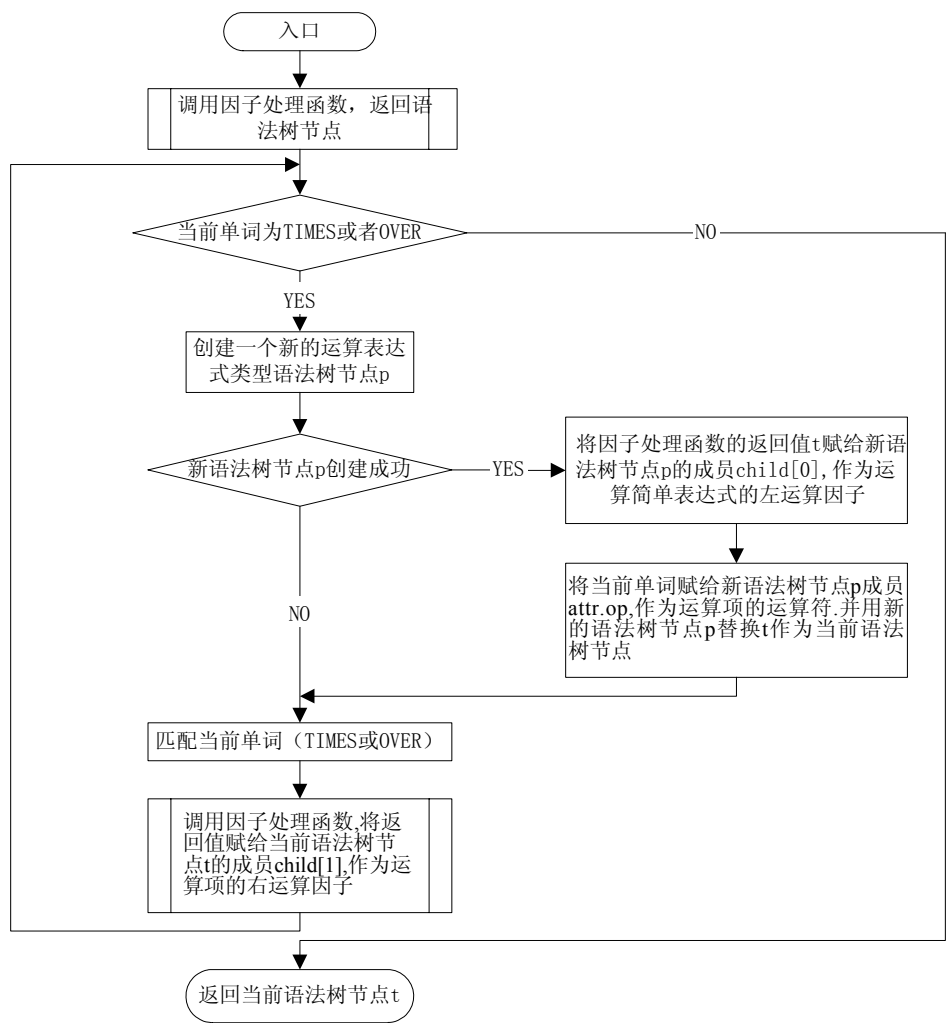 入口
调用因子处理函数，返回语
法树节点
当前单词为TIMES或者OVER
NO
YES
创建一个新的运算表达
式类型语法树节点p
新语法树节点p创建成功
YES
将因子处理函数的返回值t赋给新语
法树节点p的成员child[0],作为运
算简单表达式的左运算因子
NO
将当前单词赋给新语法树节点p成员
attr.op,作为运算项的运算符.并用新
的语法树节点p替换t作为当前语法
树节点
匹配当前单词（TIMES或OVER）
调用因子处理函数,将返
回值赋给当前语法树节
点t的成员child[1],作为运
算项的右运算因子
返回当前语法树节点t